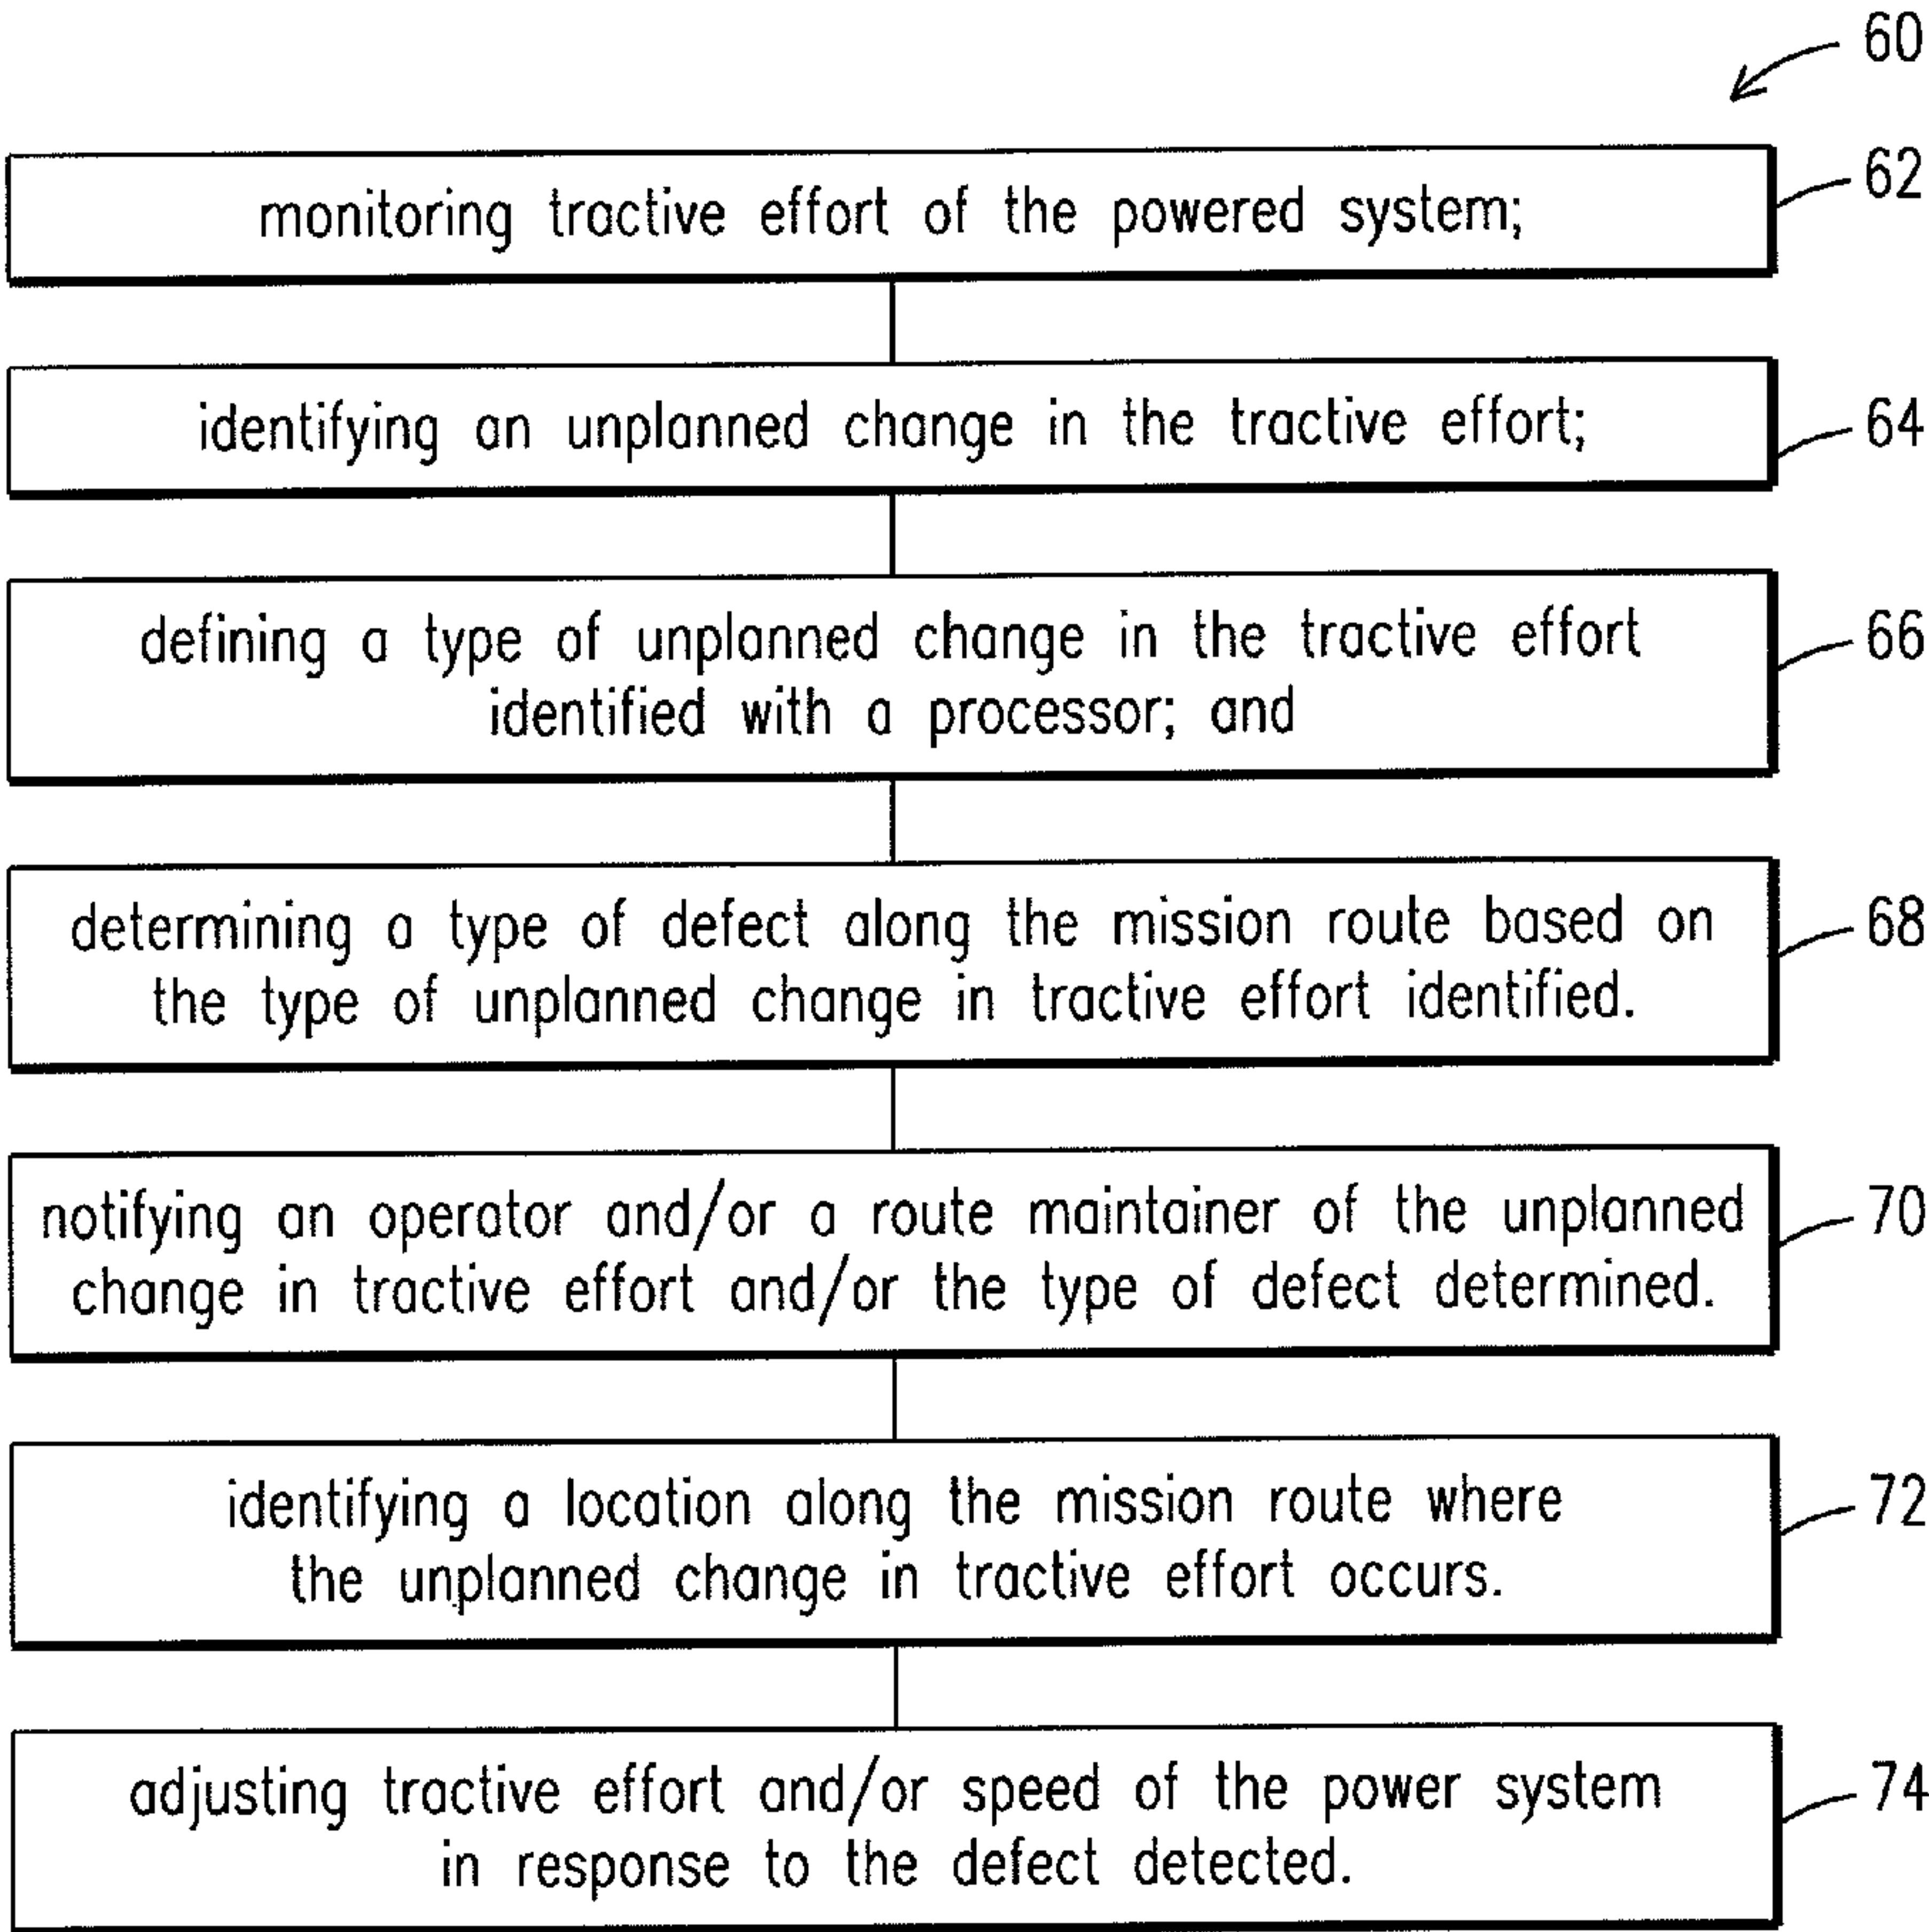 60
monitoring tractive effort of the powered system;
62
identifying an unplanned change in the tractive effort;
64
defining a type of unplanned change in the tractive effort
identified with a processor; and
66
determining a type of defect along the mission route based on
the type of unplanned change in tractive effort identified.
68
notifying an operator and/or a route maintainer of the unplanned
change in tractive effort and/or the type of defect determined.
70
identifying a location along the mission route where
the unplanned change in tractive effort occurs.
72
adjusting tractive effort and/or speed of the power system
in response to the defect detected.
74